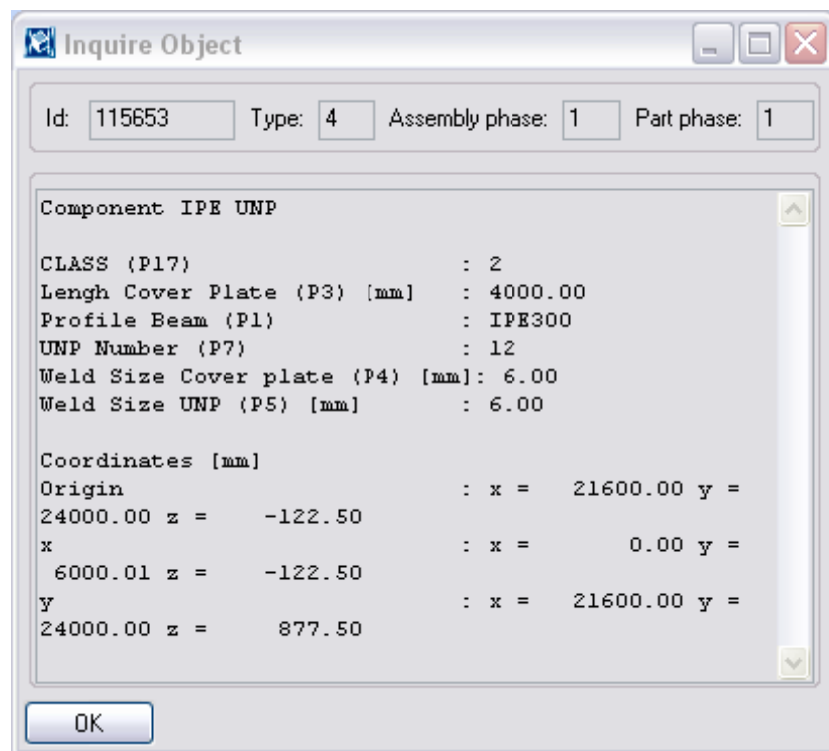 Inquire Object
Id: 115653 Type: 4 Assembly phase: 1 Part phase: 1
Component IPE UNP
CLASS (P17) : 2
Lengh Cover Plate (P3) [mm] : 4000.00
Profile Beam (P1) : IPE300
UNP Number (P7) : 12
Weld Size Cover plate (P4) [mm]: 6.00
Weld Size UNP (P5) [mm] : 6.00
Coordinates [mm]
Origin : x = 21600.00 y =
24000.00 z = -122.50
x : x = 0.00 y =
6000.01 z = -122.50
y : x = 21600.00 y =
24000.00 z = 877.50
OK